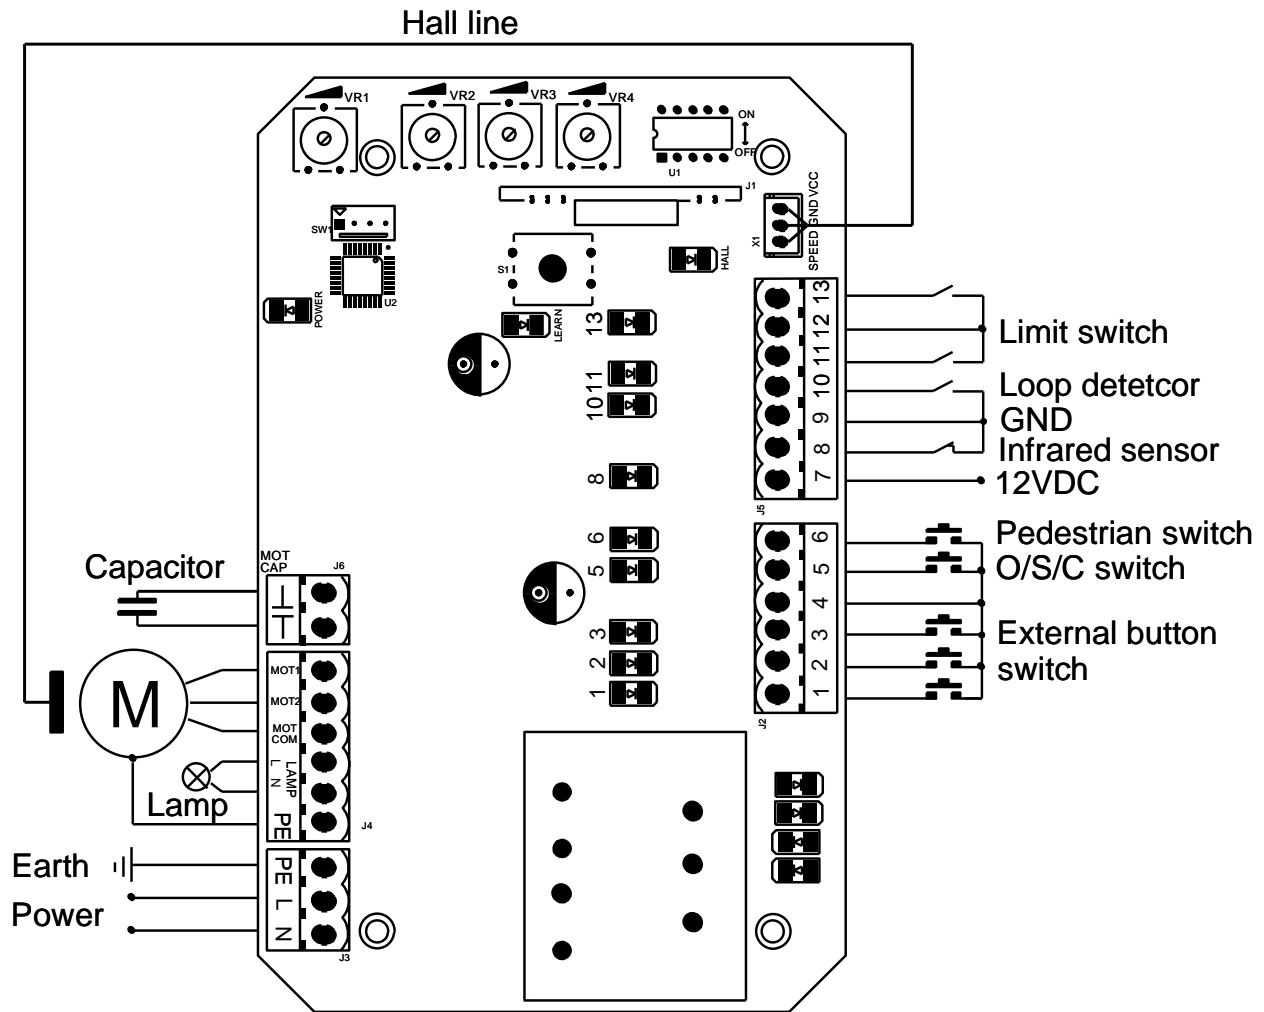 Hall line
VR1
VR2
VR3
VR4
ON
OFF
U1
J1
SW1
U2
POWER
S1
LEARN
HALL
X1
SPEED GND VCC
13
11
10
8
6
5
3
2
1
13
12
11
10
9
8
7
J5
6
5
4
3
2
1
J2
Limit switch
Loop detetcor
GND
Infrared sensor
12VDC
Pedestrian switch
O/S/C switch
External button
switch
Capacitor
MOT
CAP
J6
M
MOT1
MOT2
MOT
COM
L
N
LAMP
PE
J4
Lamp
Earth
Power
PE
L
N
J3